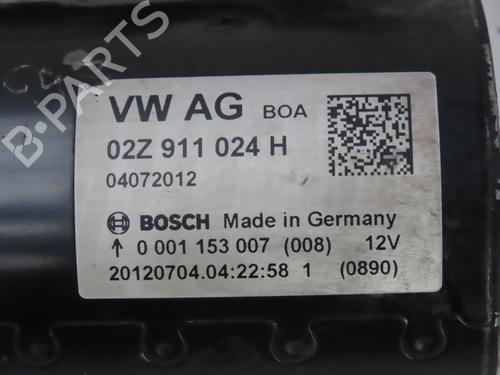 VW AG BOA
02Z 911 024 H
04072012
BOSCH Made in Germany
↑ 0 001 153 007 (008) 12V
20120704.04:22:58 1 (0890)